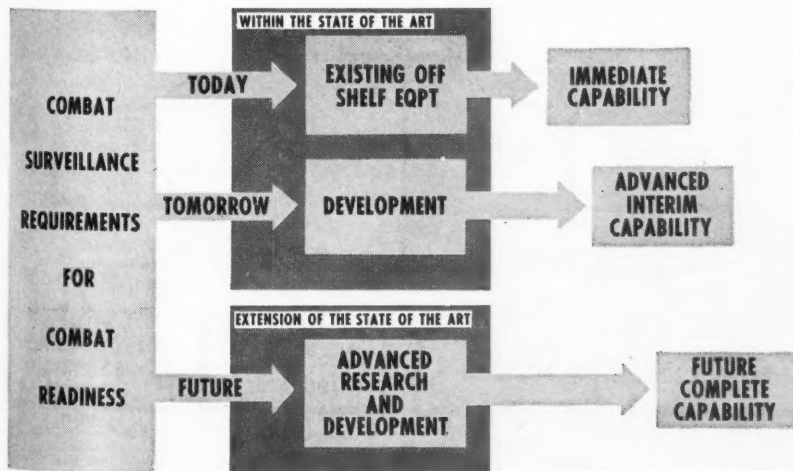 COMBAT
SURVEILLANCE
REQUIREMENTS
FOR
COMBAT
READINESS
WITHIN THE STATE OF THE ART
TODAY
EXISTING OFF
SHELF EQPT
IMMEDIATE
CAPABILITY
TOMORROW
DEVELOPMENT
ADVANCED
INTERIM
CAPABILITY
EXTENSION OF THE STATE OF THE ART
FUTURE
ADVANCED
RESEARCH
AND
DEVELOPMENT
FUTURE
COMPLETE
CAPABILITY